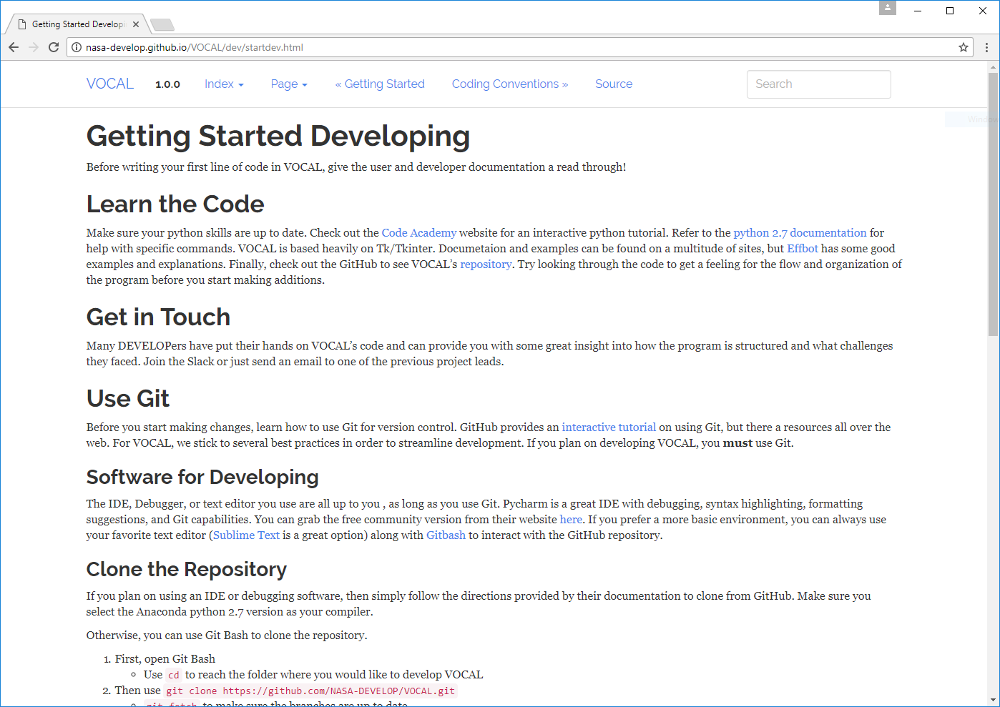 Getting Started Developi
nasa-develop.github.io/VOCAL/dev/startdev.html
VOCAL 1.0.0 Index Page « Getting Started Coding Conventions » Source Search
Window
Getting Started Developing
Before writing your first line of code in VOCAL, give the user and developer documentation a read through!
Learn the Code
Make sure your python skills are up to date. Check out the Code Academy website for an interactive python tutorial. Refer to the python 2.7 documentation for
help with specific commands. VOCAL is based heavily on Tk/Tkinter. Documetaion and examples can be found on a multitude of sites, but Effbot has some good
examples and explanations. Finally, check out the GitHub to see VOCAL’s repository. Try looking through the code to get a feeling for the flow and organization of
the program before you start making additions.
Get in Touch
Many DEVELOPers have put their hands on VOCAL’s code and can provide you with some great insight into how the program is structured and what challenges
they faced. Join the Slack or just send an email to one of the previous project leads.
Use Git
Before you start making changes, learn how to use Git for version control. GitHub provides an interactive tutorial on using Git, but there a resources all over the
web. For VOCAL, we stick to several best practices in order to streamline development. If you plan on developing VOCAL, you must use Git.
Software for Developing
The IDE, Debugger, or text editor you use are all up to you , as long as you use Git. Pycharm is a great IDE with debugging, syntax highlighting, formatting
suggestions, and Git capabilities. You can grab the free community version from their website here. If you prefer a more basic environment, you can always use
your favorite text editor (Sublime Text is a great option) along with Gitbash to interact with the GitHub repository.
Clone the Repository
If you plan on using an IDE or debugging software, then simply follow the directions provided by their documentation to clone from GitHub. Make sure you
select the Anaconda python 2.7 version as your compiler.
Otherwise, you can use Git Bash to clone the repository.
1. First, open Git Bash
Use cd to reach the folder where you would like to develop VOCAL
2. Then use git clone https://github.com/NASA-DEVELOP/VOCAL.git
git fetch to make sure the branches are up to date